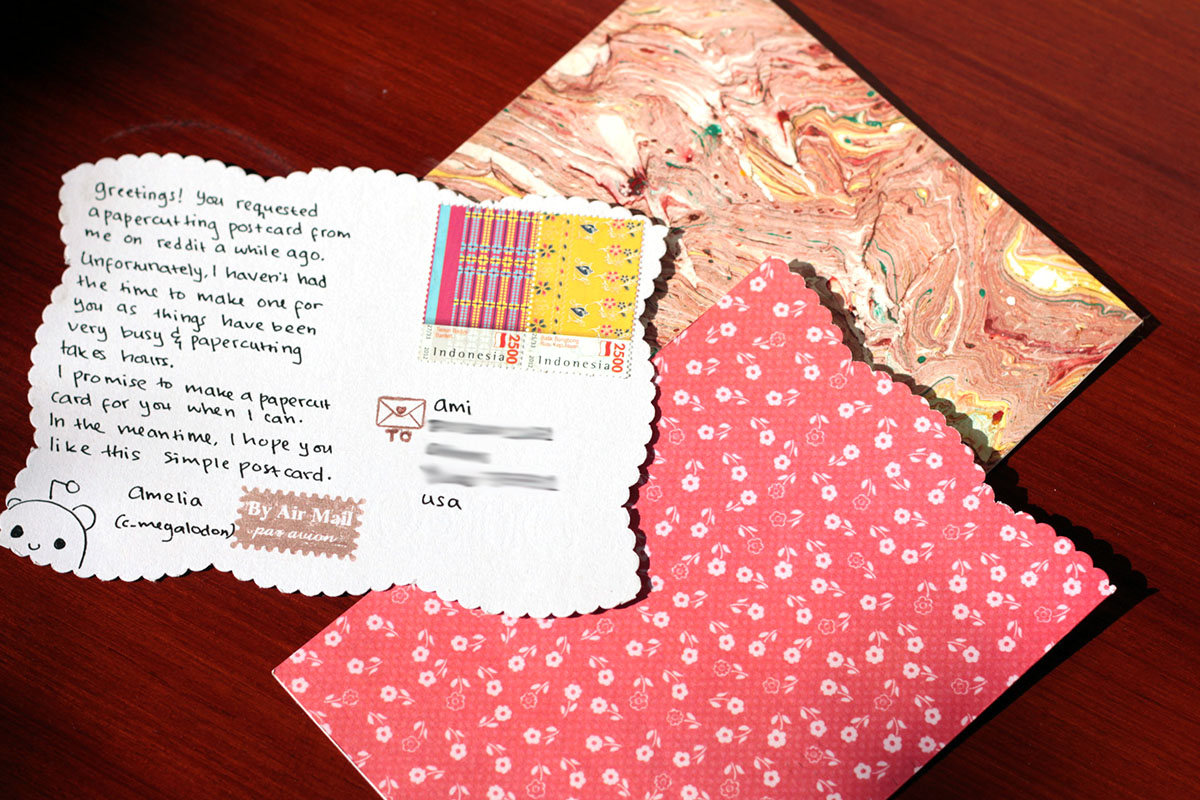 greetings! You requested
a papercutting postcard from
me on reddit a while ago.
Unfortunately, I haven't had
the time to make one for
you as things have been
very busy & papercutting
takes hours.
I promise to make a papercut
card for you when I can.
In the meantime, I hope you
like this simple postcard.
amelia
(c_megalodon)
By Air Mail
par avion
2500
Indonesia
2012
2500
Indonesia
2012
TO
ami
usa